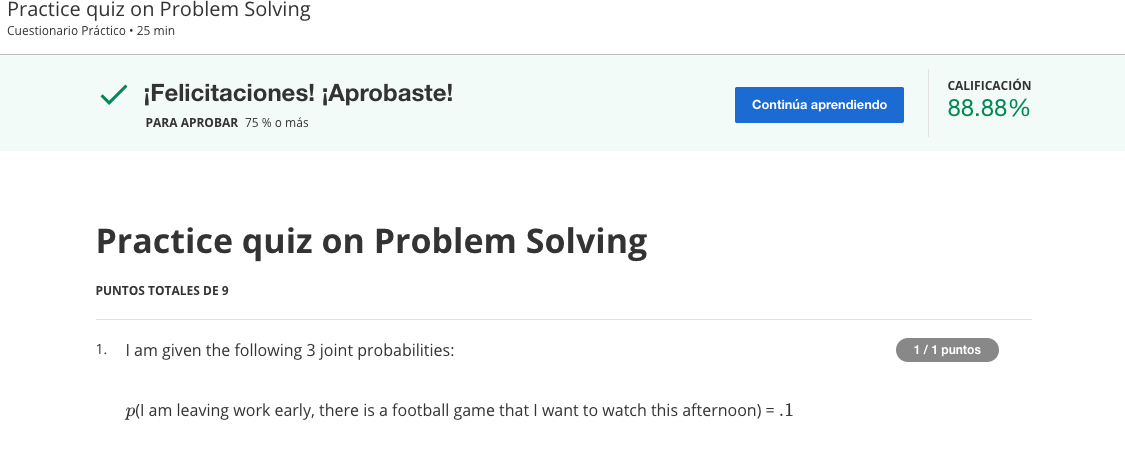 Practice quiz on Problem Solving
Cuestionario Práctico • 25 min
¡Felicitaciones! ¡Aprobaste!
PARA APROBAR 75 % o más
Continúa aprendiendo
CALIFICACIÓN
88.88%
Practice quiz on Problem Solving
PUNTOS TOTALES DE 9
1. I am given the following 3 joint probabilities:
1 / 1 puntos
p(I am leaving work early, there is a football game that I want to watch this afternoon) = .1